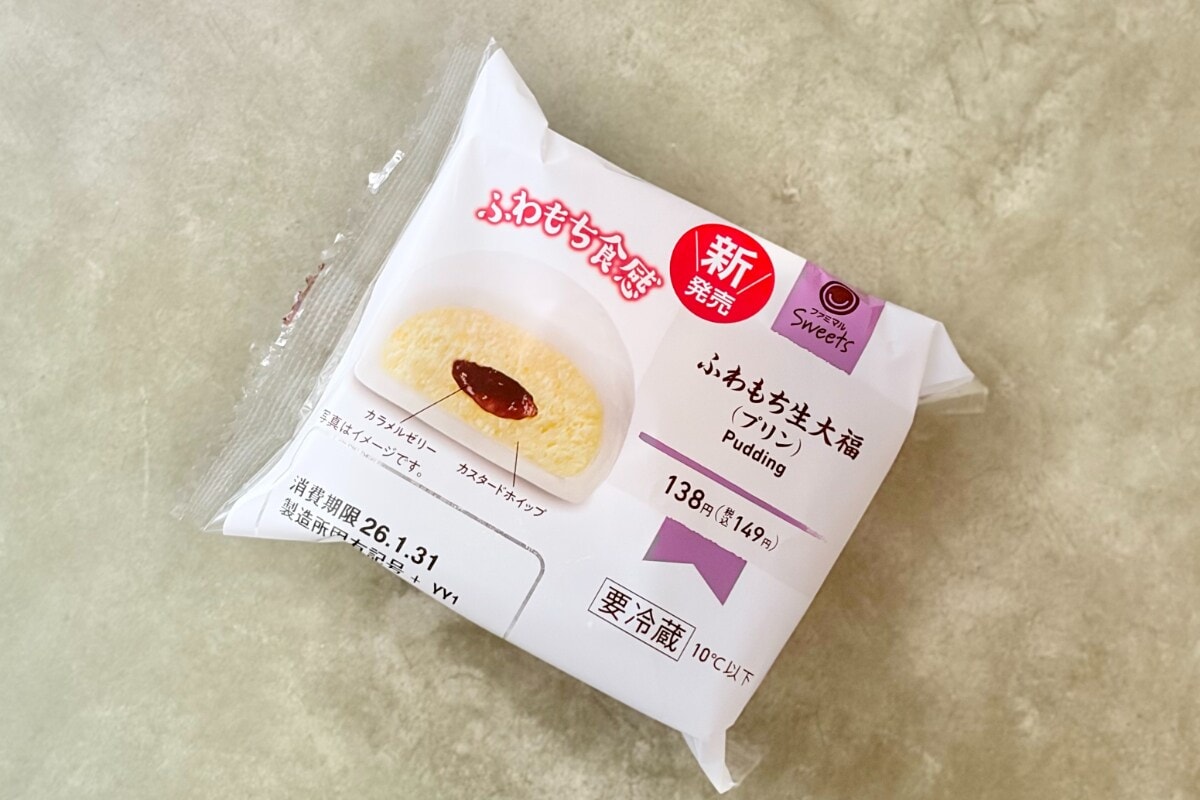 ふわもち食感
新
発売
ファミマル
Sweets
ふわもち生大福
(プリン)
Pudding
138円(税込149円)
カラメルゼリー
写真はイメージです。
カスタードホイップ
消費期限 26.1.31
製造所固有記号 + YY1
要冷蔵 10℃以下